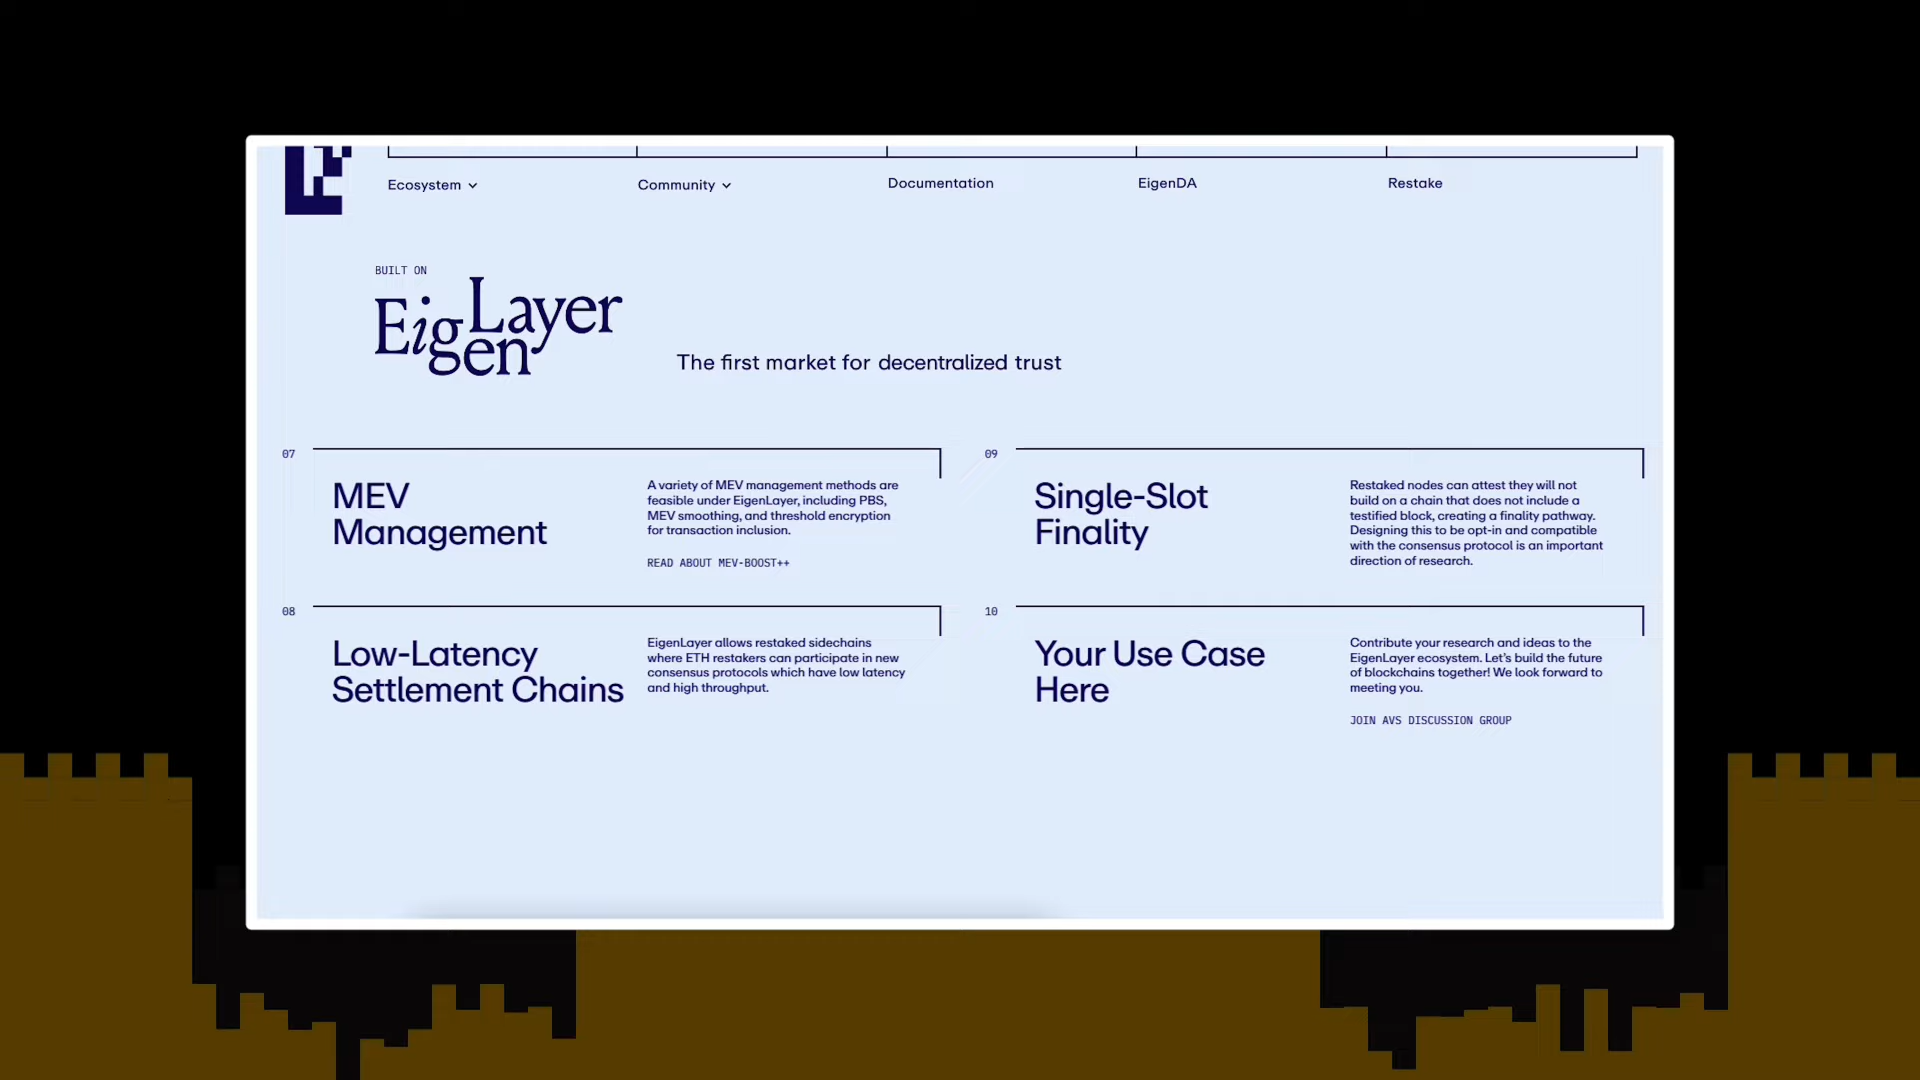 Ecosystem
Community
Documentation
EigenDA
Restake
BUILT ON
EigenLayer
The first market for decentralized trust
07
MEV
Management
A variety of MEV management methods are
feasible under EigenLayer, including PBS,
MEV smoothing, and threshold encryption
for transaction inclusion.
READ ABOUT MEV-BOOST++
09
Single-Slot
Finality
Restaked nodes can attest they will not
build on a chain that does not include a
testified block, creating a finality pathway.
Designing this to be opt-in and compatible
with the consensus protocol is an important
direction of research.
08
Low-Latency
Settlement Chains
EigenLayer allows restaked sidechains
where ETH restakers can participate in new
consensus protocols which have low latency
and high throughput.
10
Your Use Case
Here
Contribute your research and ideas to the
EigenLayer ecosystem. Let's build the future
of blockchains together! We look forward to
meeting you.
JOIN AVS DISCUSSION GROUP